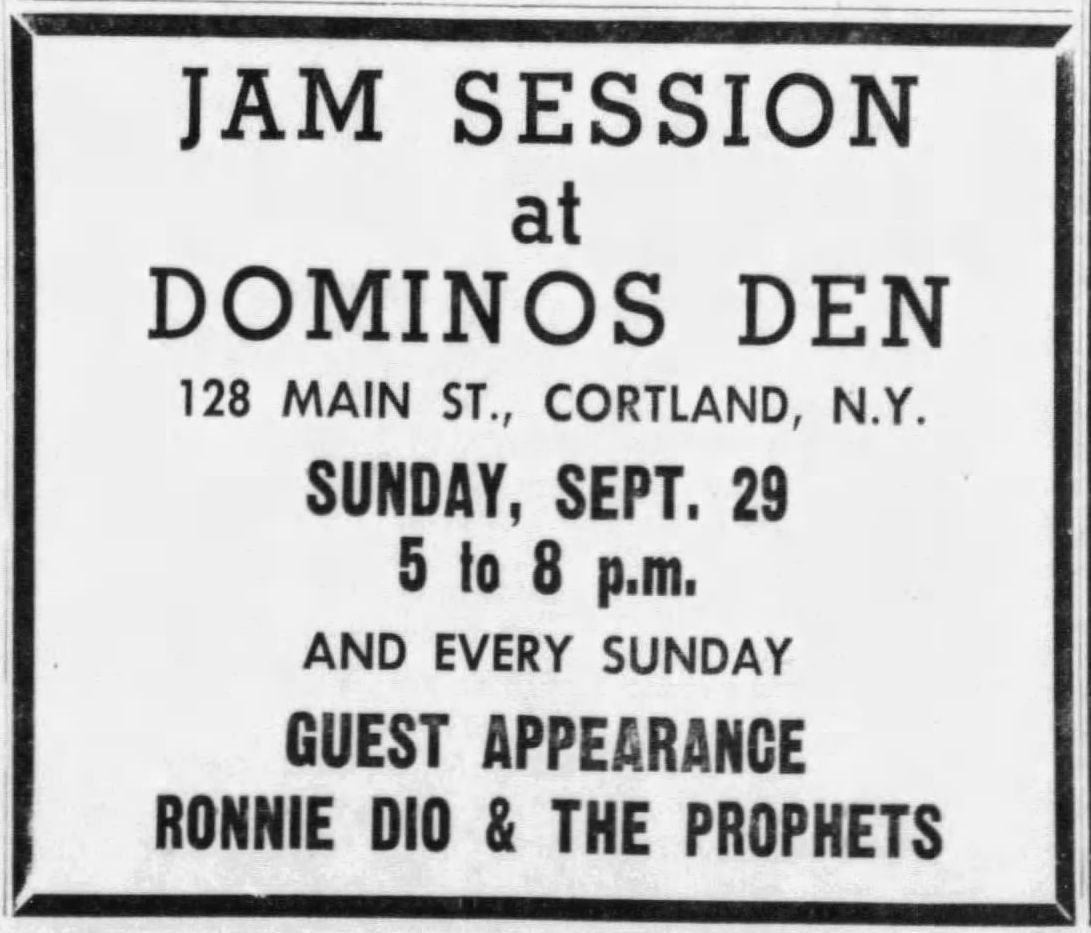 JAM SESSION
at
DOMINOS DEN
128 MAIN ST., CORTLAND, N.Y.
SUNDAY, SEPT. 29
5 to 8 p.m.
AND EVERY SUNDAY
GUEST APPEARANCE
RONNIE DIO & THE PROPHETS